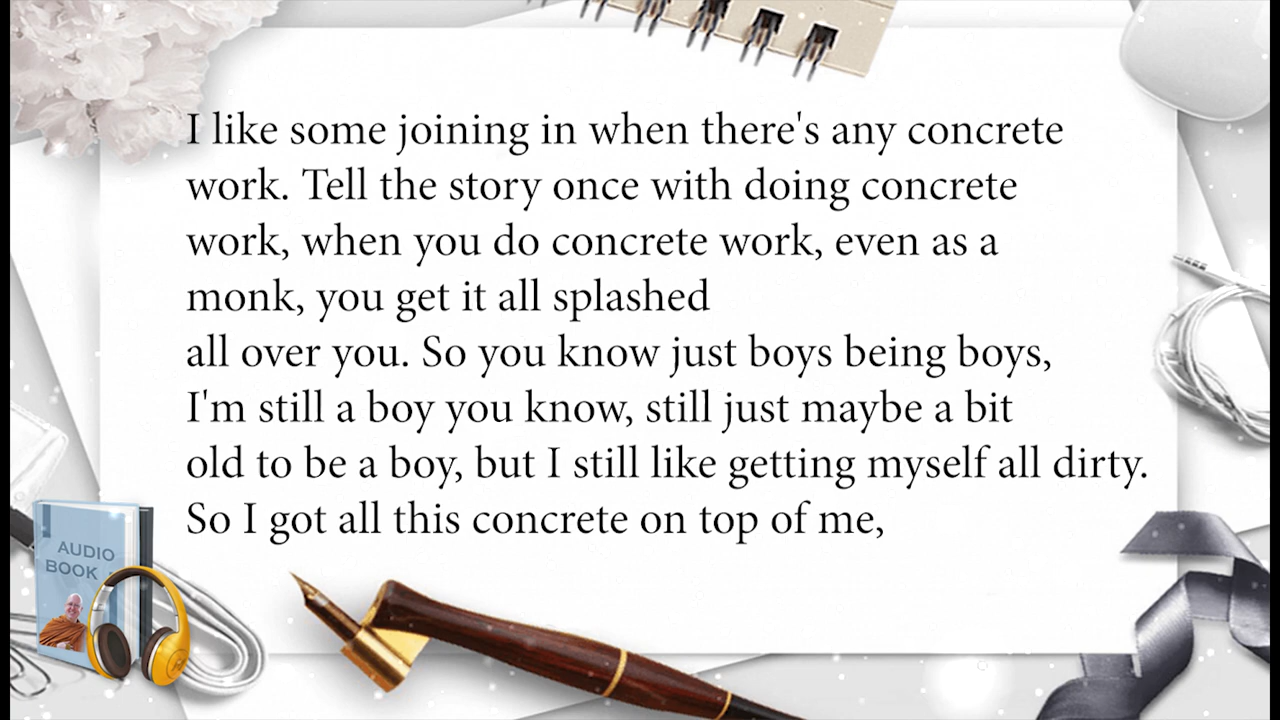 I like some joining in when there's any concrete
work. Tell the story once with doing concrete
work, when you do concrete work, even as a
monk, you get it all splashed
all over you. So you know just boys being boys,
I'm still a boy you know, still just maybe a bit
old to be a boy, but I still like getting myself all dirty.
So I got all this concrete on top of me,
AUDIO
BOOK